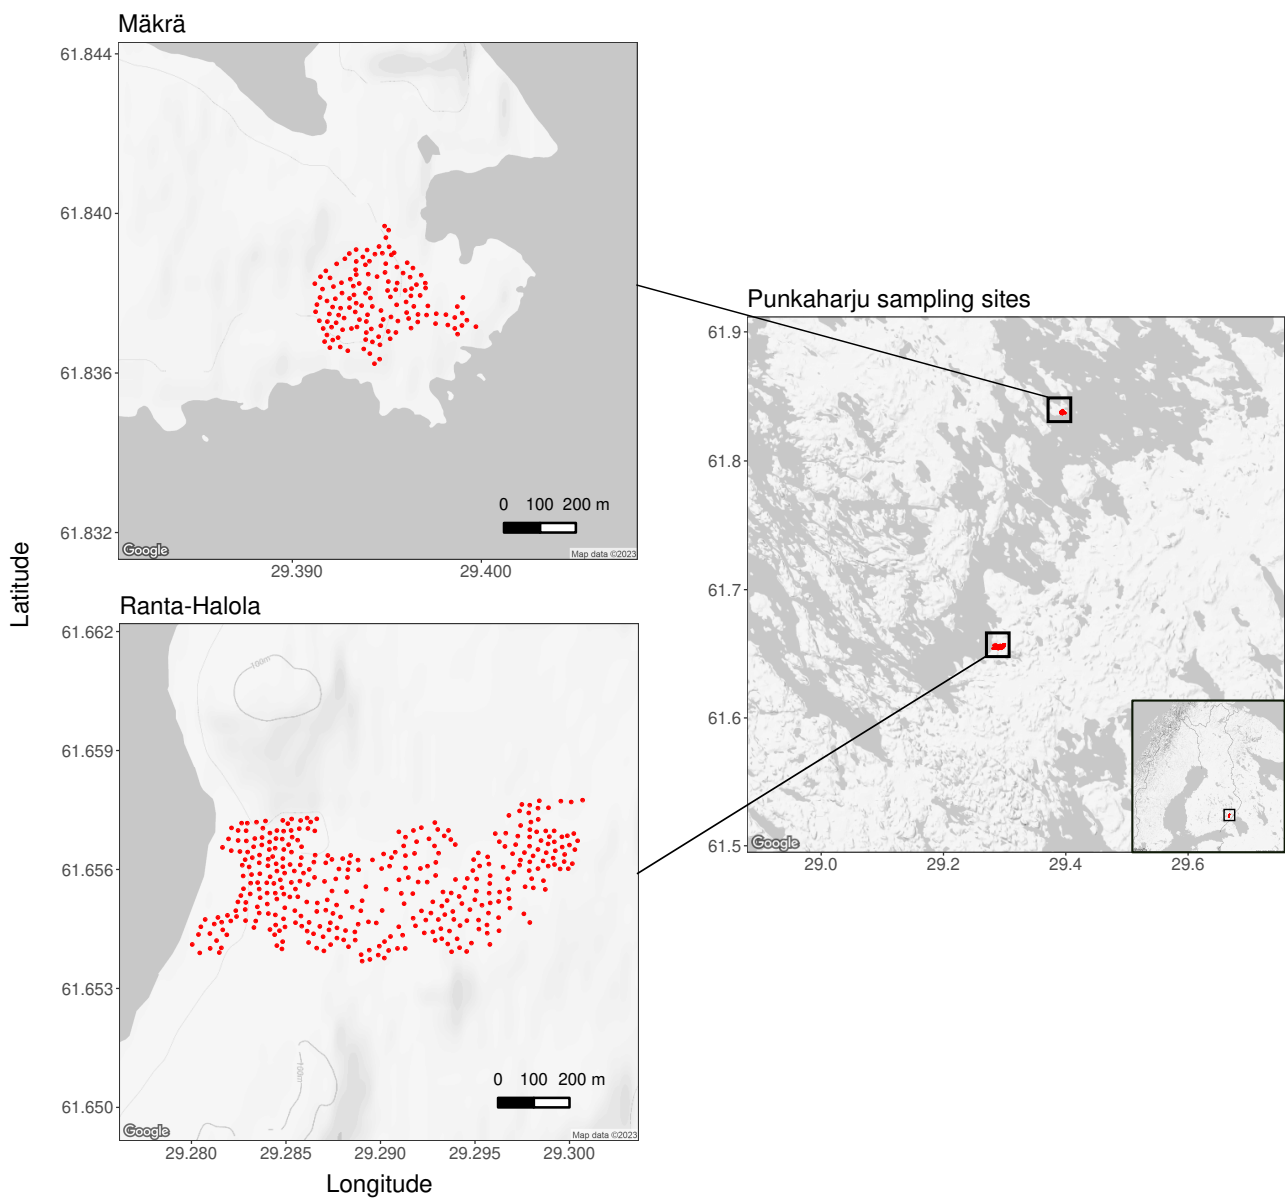 Mäkrä
61.844
61.840
61.836
61.832
0 100 200 m
Google
Map data ©2023
29.390 29.400
Latitude
Ranta-Halola
61.662
61.659
61.656
61.653
61.650
100m
100m
0 100 200 m
Google
Map data ©2023
29.280 29.285 29.290 29.295 29.300
Longitude
Punkaharju sampling sites
61.9
61.8
61.7
61.6
61.5
Google
29.0 29.2 29.4 29.6